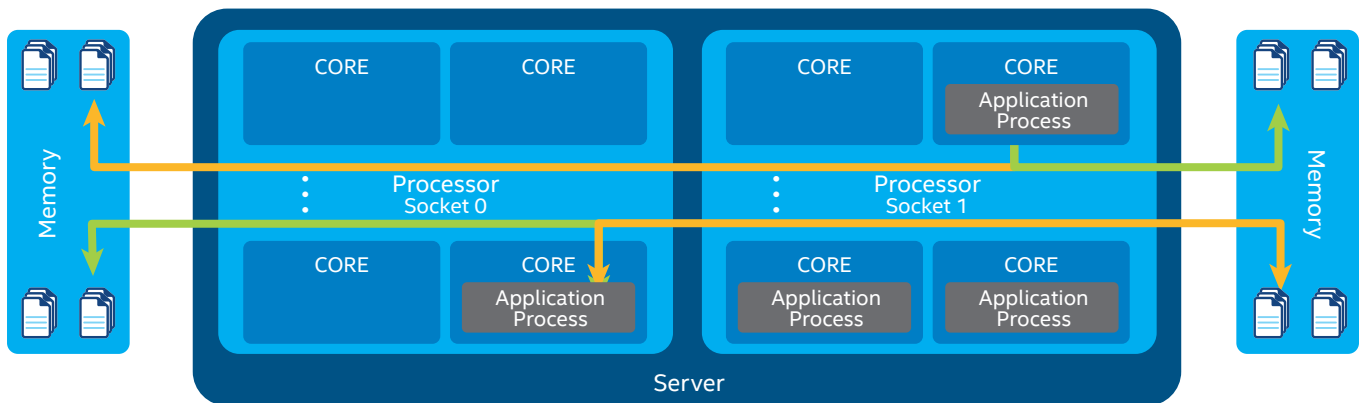 CORE
CORE
CORE
CORE
Application
Process
Memory
Processor
Socket 0
Processor
Socket 1
Memory
CORE
CORE
Application
Process
CORE
Application
Process
CORE
Application
Process
Server